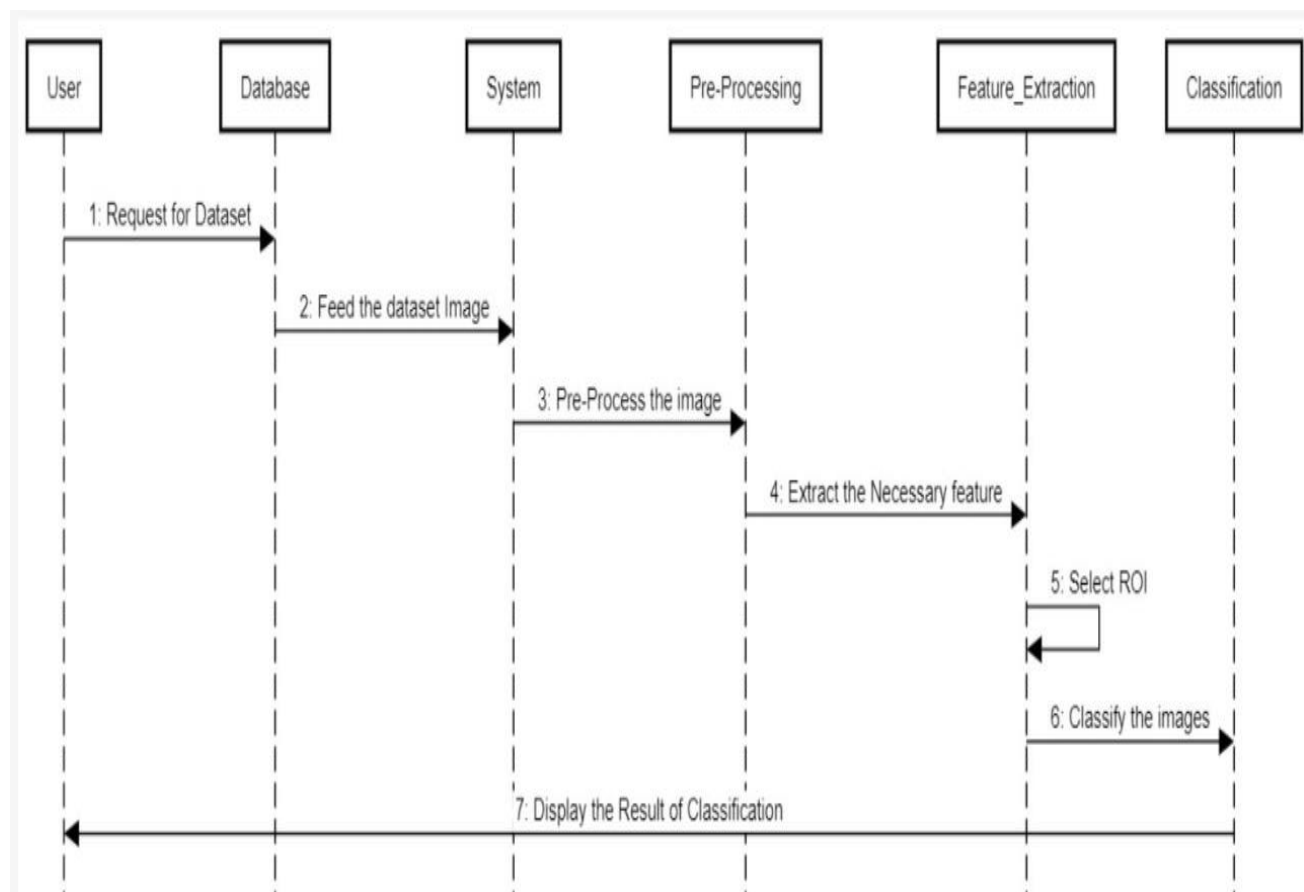 User
Database
System
Pre-Processing
Feature_Extraction
Classification
1: Request for Dataset
2: Feed the dataset Image
3: Pre-Process the image
4: Extract the Necessary feature
5: Select ROI
6: Classify the images
7: Display the Result of Classification